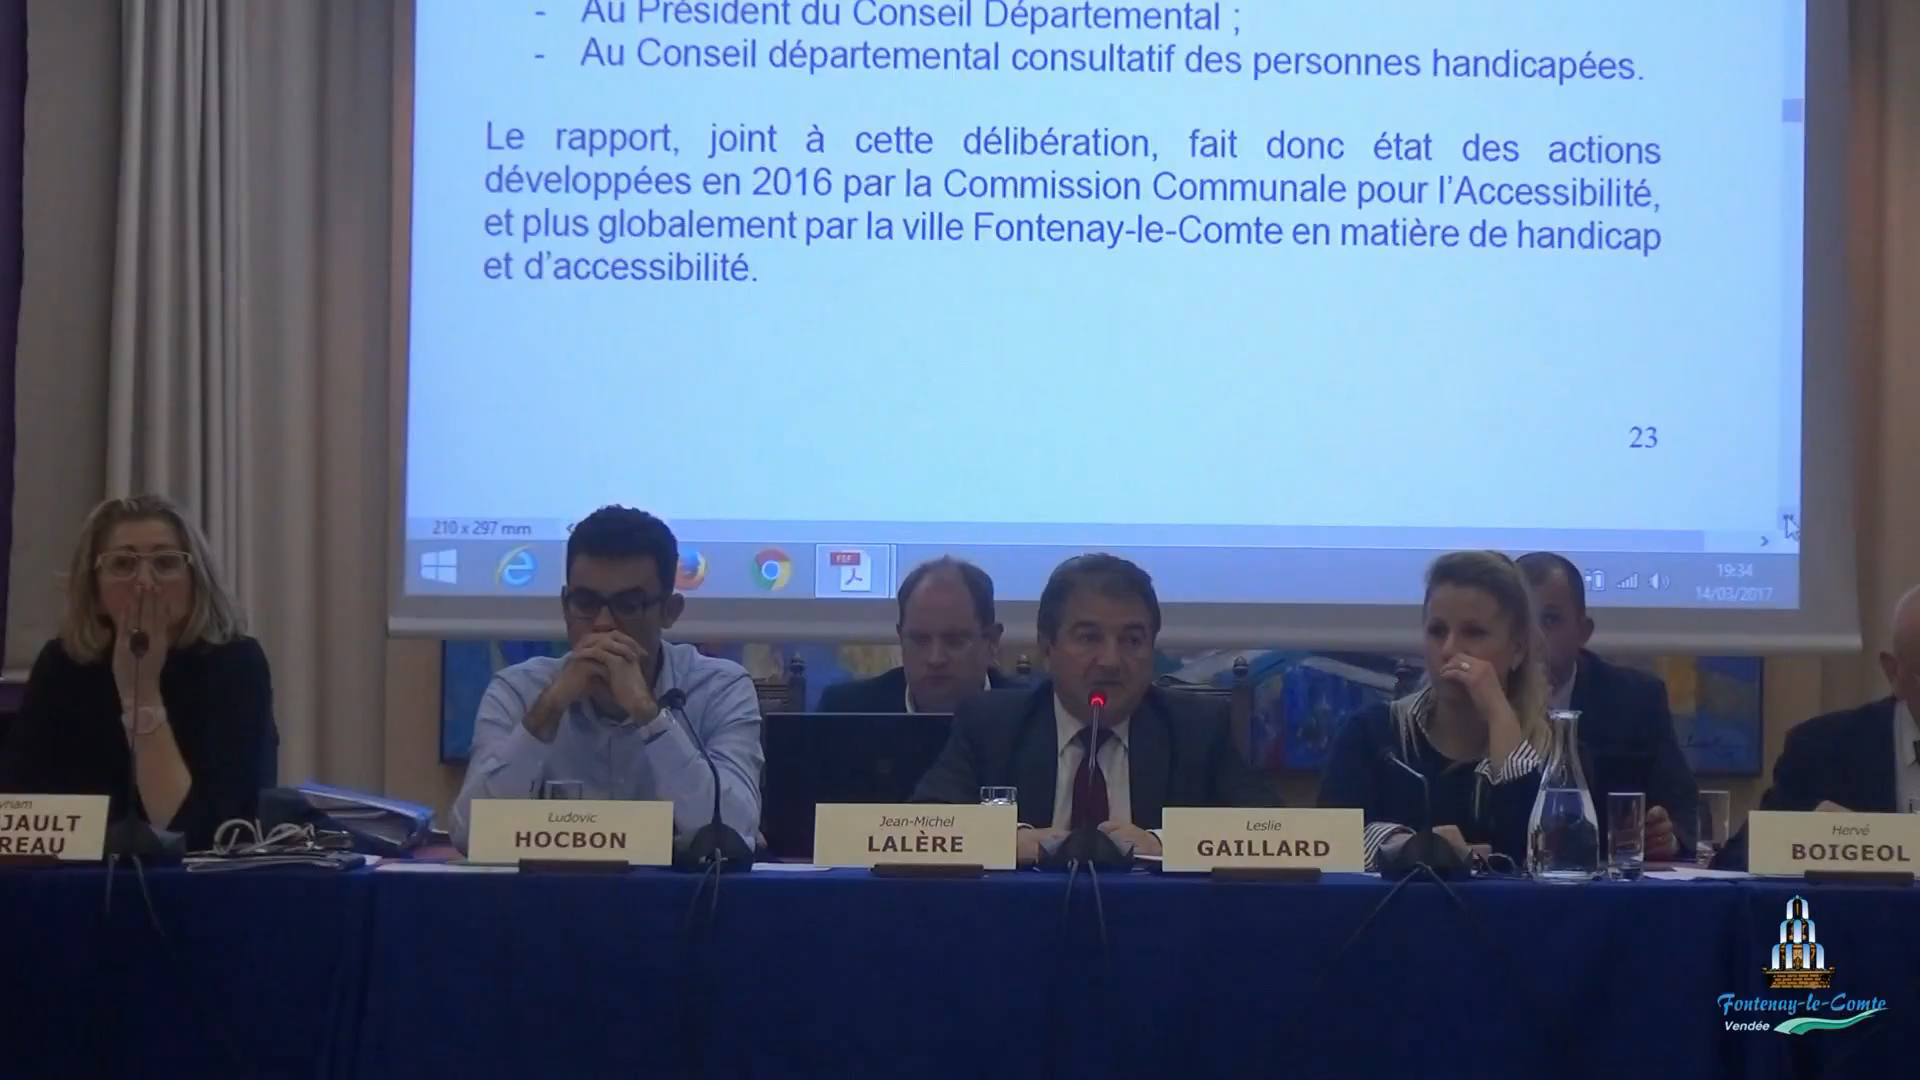 - Au Président du Conseil Départemental ;
- Au Conseil départemental consultatif des personnes handicapées.
Le rapport, joint à cette délibération, fait donc état des actions
développées en 2016 par la Commission Communale pour l'Accessibilité,
et plus globalement par la ville Fontenay-le-Comte en matière de handicap
et d'accessibilité.
23
210 x 297 mm
PDF
19:34
14/03/2017
JAULT
REAU
Ludovic
HOCBON
Jean-Michel
LALÈRE
Leslie
GAILLARD
Hervé
BOIGEOL
Fontenay-le-Comte
Vendée